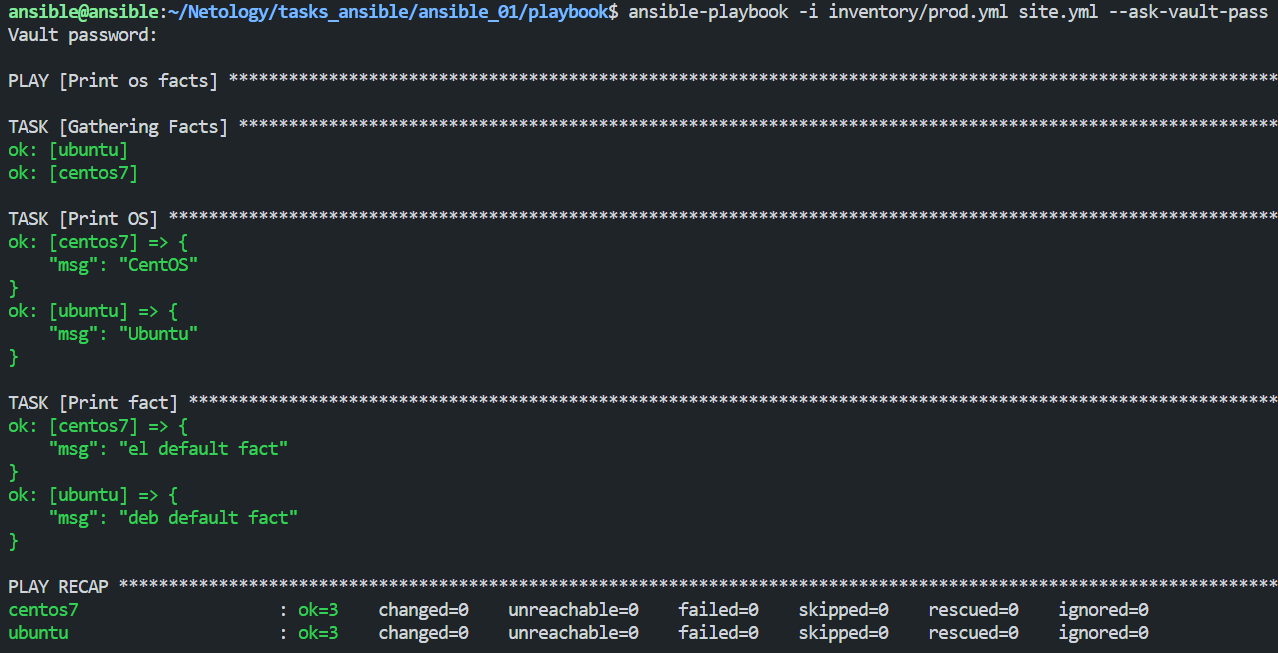 ansible@ansible:~/Netology/tasks_ansible/ansible_01/playbook$ ansible-playbook -i inventory/prod.yml site.yml --ask-vault-pass
Vault password:

PLAY [Print os facts] *********************************************************************************************************

TASK [Gathering Facts] ********************************************************************************************************
ok: [ubuntu]
ok: [centos7]

TASK [Print OS] ***************************************************************************************************************
ok: [centos7] => {
    "msg": "CentOS"
}
ok: [ubuntu] => {
    "msg": "Ubuntu"
}

TASK [Print fact] *************************************************************************************************************
ok: [centos7] => {
    "msg": "el default fact"
}
ok: [ubuntu] => {
    "msg": "deb default fact"
}

PLAY RECAP ********************************************************************************************************************
centos7                    : ok=3    changed=0    unreachable=0    failed=0    skipped=0    rescued=0    ignored=0
ubuntu                     : ok=3    changed=0    unreachable=0    failed=0    skipped=0    rescued=0    ignored=0